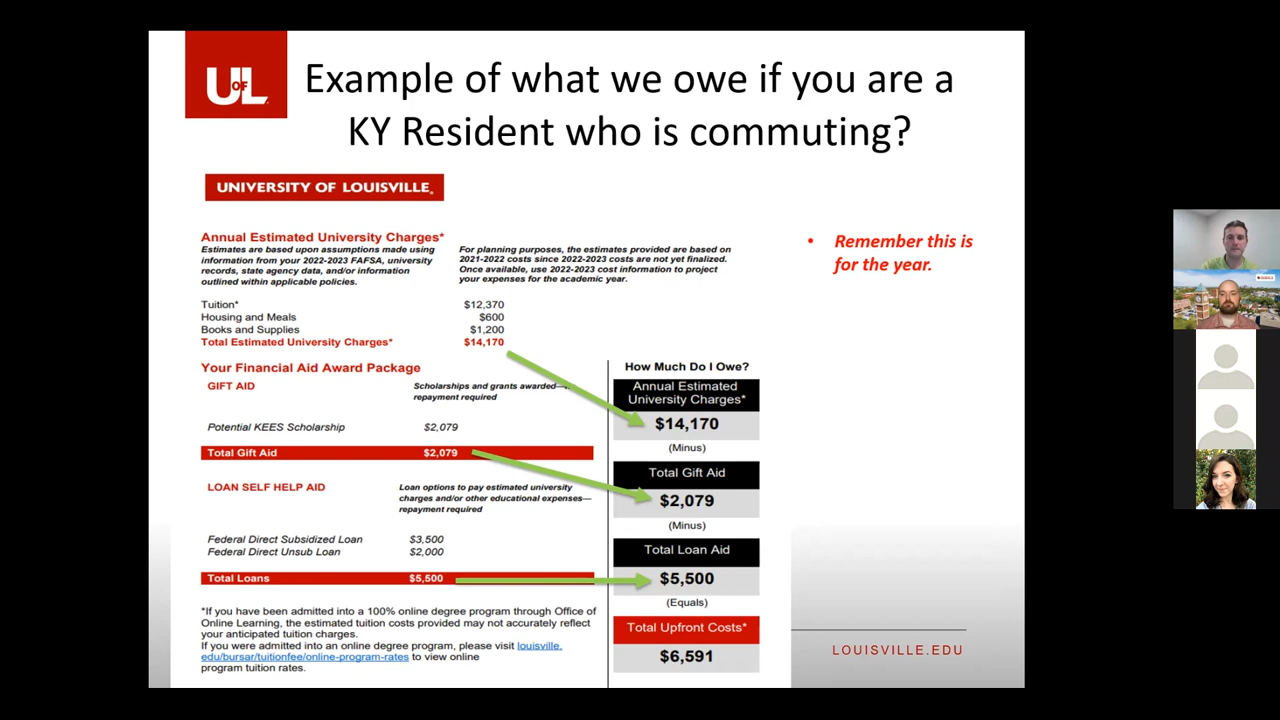 U OF L
Example of what we owe if you are a
KY Resident who is commuting?
UNIVERSITY OF LOUISVILLE.
Annual Estimated University Charges*
Estimates are based upon assumptions made using
information from your 2022-2023 FAFSA, university
records, state agency data, and/or information
outlined within applicable policies.
For planning purposes, the estimates provided are based on
2021-2022 costs since 2022-2023 costs are not yet finalized.
Once available, use 2022-2023 cost information to project
your expenses for the academic year.
• Remember this is
for the year.
Tuition* $12,370
Housing and Meals $600
Books and Supplies $1,200
Total Estimated University Charges* $14,170
Your Financial Aid Award Package
GIFT AID
Scholarships and grants awarded—
repayment required
Potential KEES Scholarship $2,079
Total Gift Aid $2,079
LOAN SELF HELP AID
Loan options to pay estimated university
charges and/or other educational expenses—
repayment required
Federal Direct Subsidized Loan $3,500
Federal Direct Unsub Loan $2,000
Total Loans $5,500
*If you have been admitted into a 100% online degree program through Office of
Online Learning, the estimated tuition costs provided may not accurately reflect
your anticipated tuition charges.
If you were admitted into an online degree program, please visit louisville.
edu/bursar/tuitionfee/online-program-rates to view online
program tuition rates.
How Much Do I Owe?
Annual Estimated
University Charges*
$14,170
(Minus)
Total Gift Aid
$2,079
(Minus)
Total Loan Aid
$5,500
(Equals)
Total Upfront Costs*
$6,591
LOUISVILLE.EDU